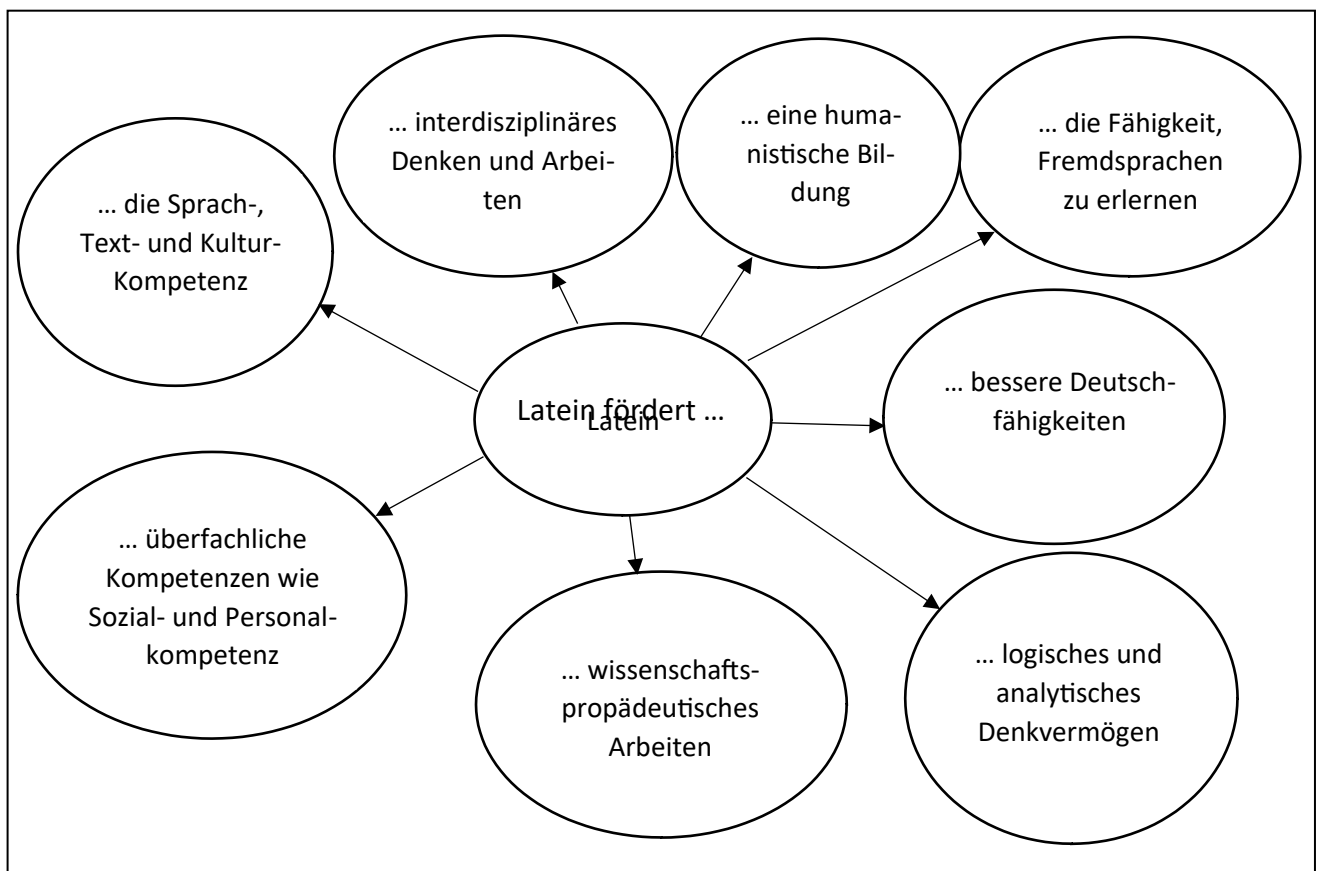 … interdisziplinäres
Denken und Arbei-
ten
… eine huma-
nistische Bil-
dung
… die Fähigkeit,
Fremdsprachen
zu erlernen
… die Sprach-,
Text- und Kultur-
Kompetenz
Latein fördert …
Latein
… bessere Deutsch-
fähigkeiten
… überfachliche
Kompetenzen wie
Sozial- und Personal-
kompetenz
… wissenschafts-
propädeutisches
Arbeiten
… logisches und
analytisches
Denkvermögen